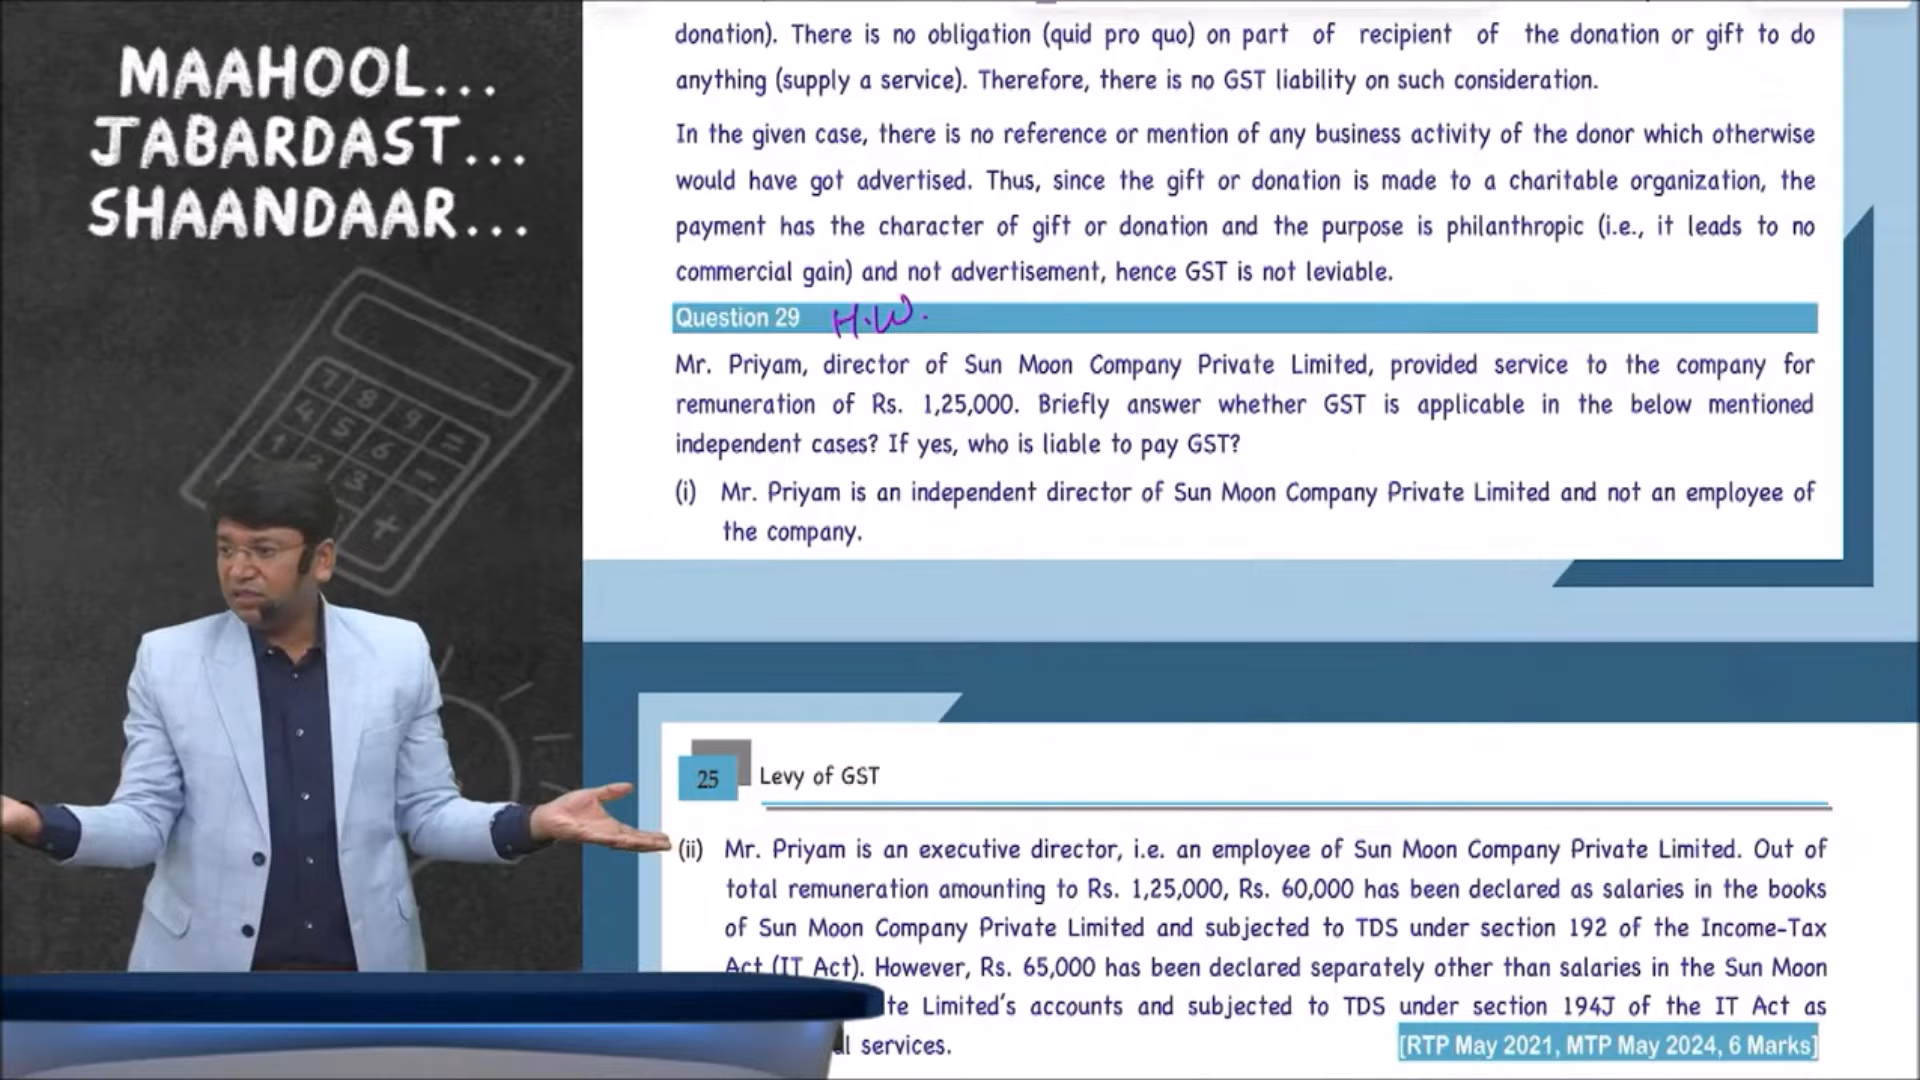 MAAHOOL...
JABARDAST...
SHAANDAAR...
7 8 9 =
4 5 6 -
1 2 3 +
donation). There is no obligation (quid pro quo) on part of recipient of the donation or gift to do
anything (supply a service). Therefore, there is no GST liability on such consideration.
In the given case, there is no reference or mention of any business activity of the donor which otherwise
would have got advertised. Thus, since the gift or donation is made to a charitable organization, the
payment has the character of gift or donation and the purpose is philanthropic (i.e., it leads to no
commercial gain) and not advertisement, hence GST is not leviable.
Question 29 H.W.
Mr. Priyam, director of Sun Moon Company Private Limited, provided service to the company for
remuneration of Rs. 1,25,000. Briefly answer whether GST is applicable in the below mentioned
independent cases? If yes, who is liable to pay GST?
(i) Mr. Priyam is an independent director of Sun Moon Company Private Limited and not an employee of
the company.
25 Levy of GST
(ii) Mr. Priyam is an executive director, i.e. an employee of Sun Moon Company Private Limited. Out of
total remuneration amounting to Rs. 1,25,000, Rs. 60,000 has been declared as salaries in the books
of Sun Moon Company Private Limited and subjected to TDS under section 192 of the Income-Tax
Act (IT Act). However, Rs. 65,000 has been declared separately other than salaries in the Sun Moon
te Limited's accounts and subjected to TDS under section 194J of the IT Act as
al services.
[RTP May 2021, MTP May 2024, 6 Marks]